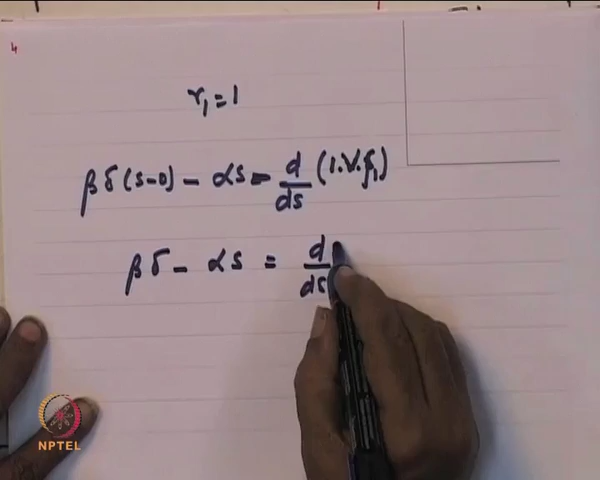 4
r₁ = 1
βδ(s-0) - αs = d/ds (1.V.f₁)
βδ - αs = d/ds
NPTEL